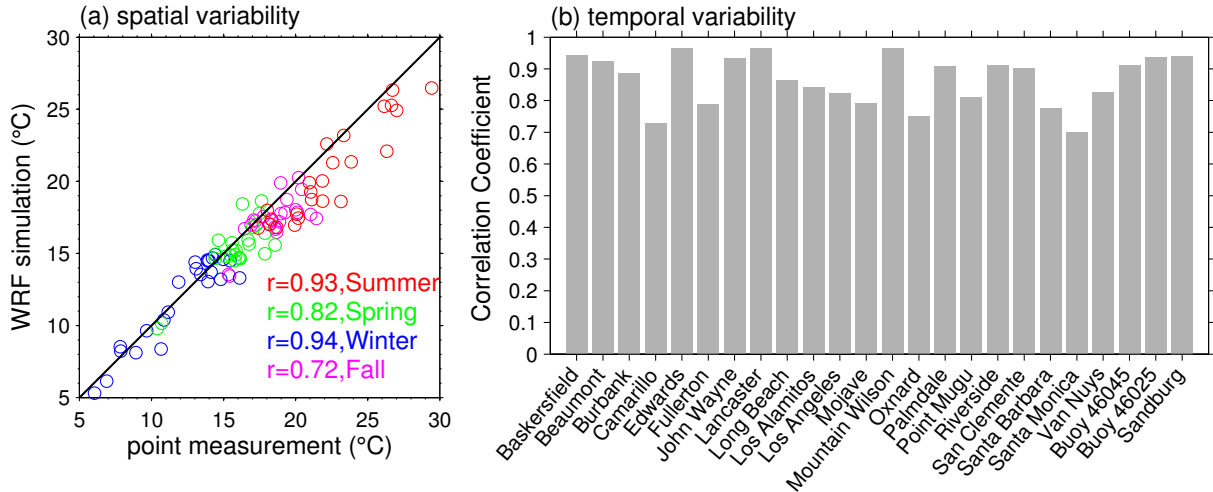 (a) spatial variability
WRF simulation (°C)
30
25
20
15
10
5
5
10
15
20
25
30
point measurement (°C)
r=0.93,Summer
r=0.82,Spring
r=0.94,Winter
r=0.72,Fall
(b) temporal variability
Correlation Coefficient
1
0.9
0.8
0.7
0.6
0.5
0.4
0.3
0.2
0.1
0
Baskersfield
Beaumont
Burbank
Camarillo
Edwards
Fullerton
John Wayne
Lancaster
Long Beach
Los Alamitos
Los Angeles
Mojave
Mountain Wilson
Oxnard
Palmdale
Point Mugu
Riverside
San Clemente
Santa Barbara
Santa Monica
Van Nuys
Buoy 46045
Buoy 46025
Sandburg